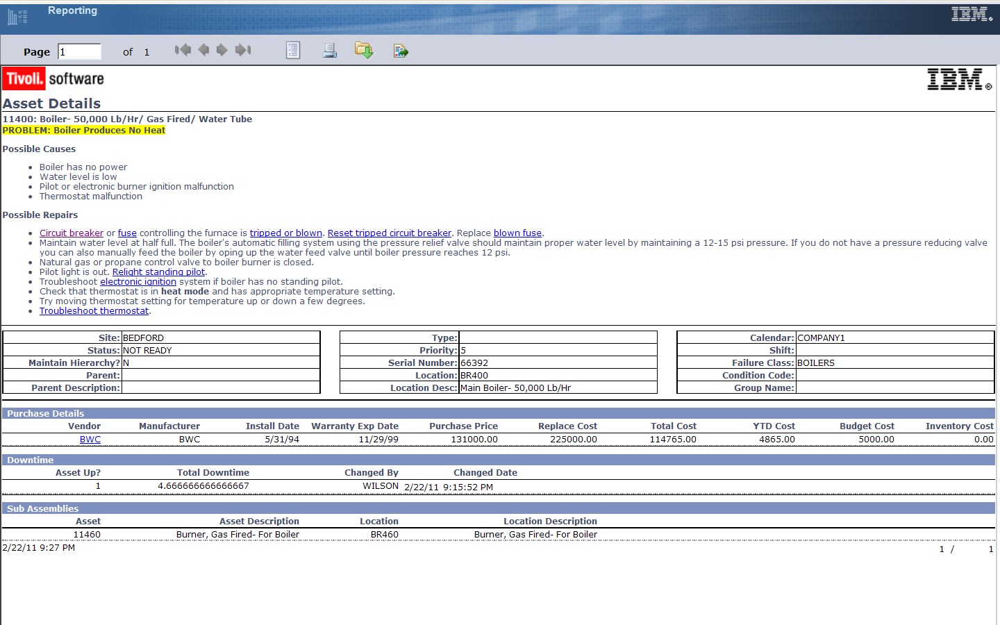 Reporting
IBM.
Page 1 of 1
Tivoli. software
IBM®
Asset Details
11400: Boiler- 50,000 Lb/Hr/ Gas Fired/ Water Tube
PROBLEM: Boiler Produces No Heat
Possible Causes
• Boiler has no power
• Water level is low
• Pilot or electronic burner ignition malfunction
• Thermostat malfunction
Possible Repairs
• Circuit breaker or fuse controlling the furnace is tripped or blown. Reset tripped circuit breaker. Replace blown fuse.
• Maintain water level at half full. The boiler's automatic filling system using the pressure relief valve should maintain proper water level by maintaining a 12-15 psi pressure. If you do not have a pressure reducing valve
you can also manually feed the boiler by oping up the water feed valve until boiler pressure reaches 12 psi.
• Natural gas or propane control valve to boiler burner is closed.
• Pilot light is out. Relight standing pilot.
• Troubleshoot electronic ignition system if boiler has no standing pilot.
• Check that thermostat is in heat mode and has appropriate temperature setting.
• Try moving thermostat setting for temperature up or down a few degrees.
• Troubleshoot thermostat.
Site: BEDFORD Type: Calendar: COMPANY1
Status: NOT READY Priority: 5 Shift:
Maintain Hierarchy? N Serial Number: 66392 Failure Class: BOILERS
Parent: Location: BR400 Condition Code:
Parent Description: Location Desc: Main Boiler- 50,000 Lb/Hr Group Name:
Purchase Details
Vendor Manufacturer Install Date Warranty Exp Date Purchase Price Replace Cost Total Cost YTD Cost Budget Cost Inventory Cost
BWC BWC 5/31/94 11/29/99 131000.00 225000.00 114765.00 4865.00 5000.00 0.00
Downtime
Asset Up? Total Downtime Changed By Changed Date
1 4.666666666666667 WILSON 2/22/11 9:15:52 PM
Sub Assemblies
Asset Asset Description Location Location Description
11460 Burner, Gas Fired- For Boiler BR460 Burner, Gas Fired- For Boiler
2/22/11 9:27 PM 1 / 1